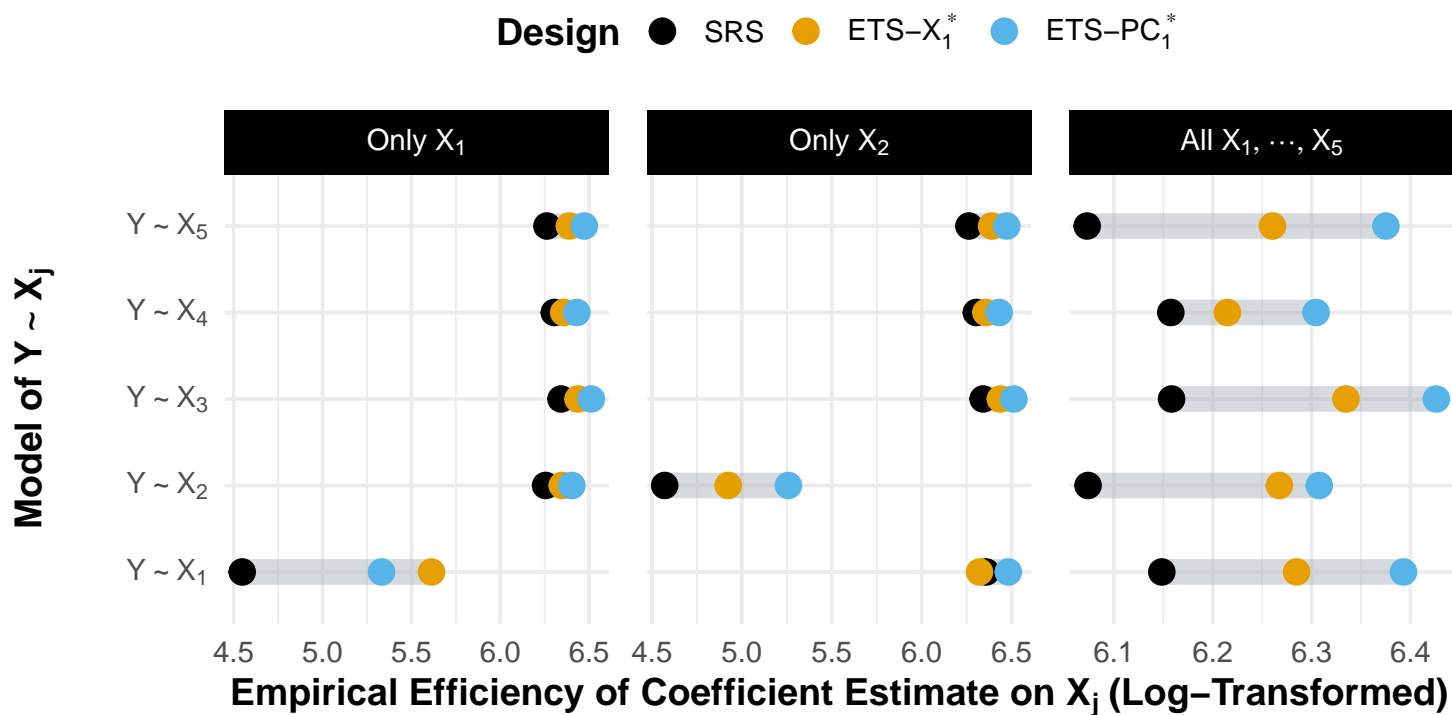 Design SRS ETS−X₁* ETS−PC₁*
Only X₁ Only X₂ All X₁, ⋯, X₅
Model of Y ~ Xⱼ
Y ~ X₅
Y ~ X₄
Y ~ X₃
Y ~ X₂
Y ~ X₁
4.5 5.0 5.5 6.0 6.5 4.5 5.0 5.5 6.0 6.5 6.1 6.2 6.3 6.4
Empirical Efficiency of Coefficient Estimate on Xⱼ (Log−Transformed)